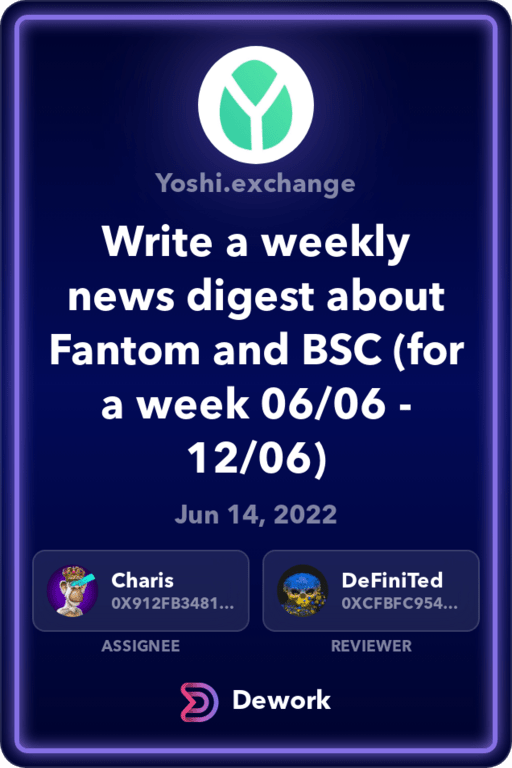 Yoshi.exchange
Write a weekly
news digest about
Fantom and BSC (for
a week 06/06 -
12/06)
Jun 14, 2022
Charis
0X912FB3481...
DeFiniTed
0XCFBFC954...
ASSIGNEE
REVIEWER
Dework